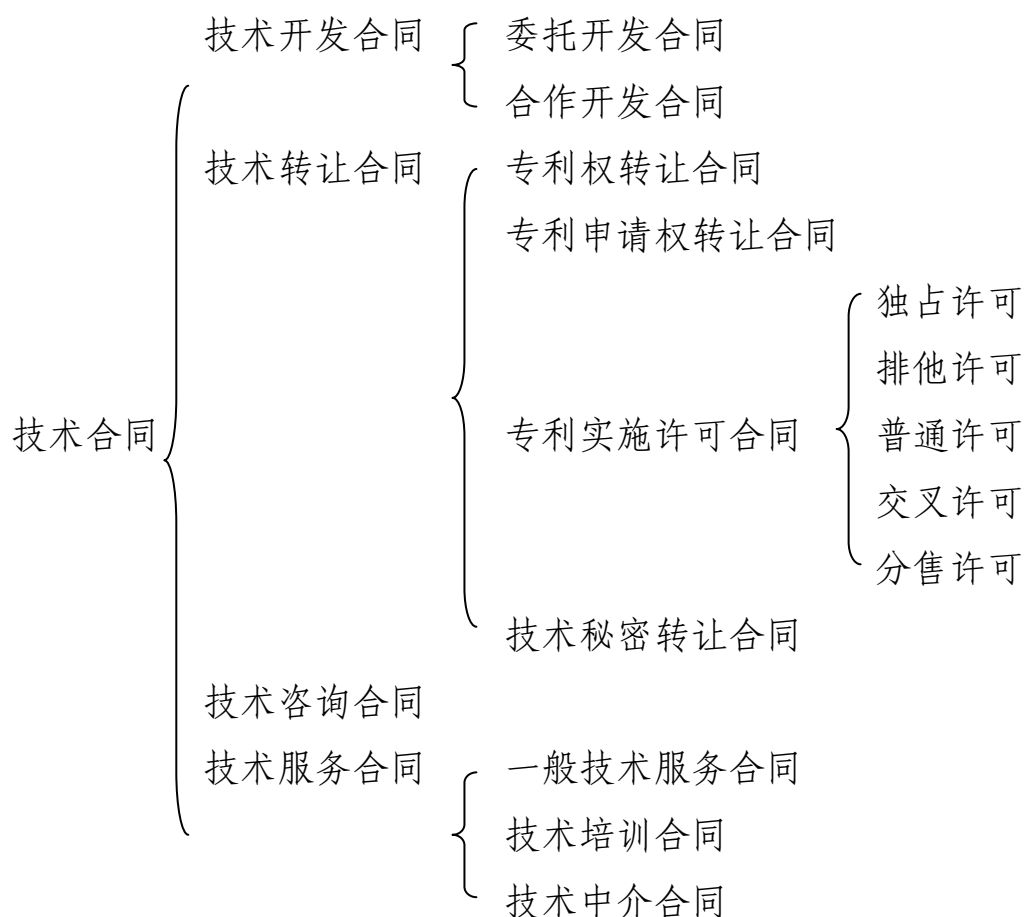 技术开发合同 委托开发合同
合作开发合同
技术转让合同 专利权转让合同
专利申请权转让合同
独占许可
排他许可
技术合同 专利实施许可合同 普通许可
交叉许可
分售许可
技术秘密转让合同
技术咨询合同
技术服务合同 一般技术服务合同
技术培训合同
技术中介合同